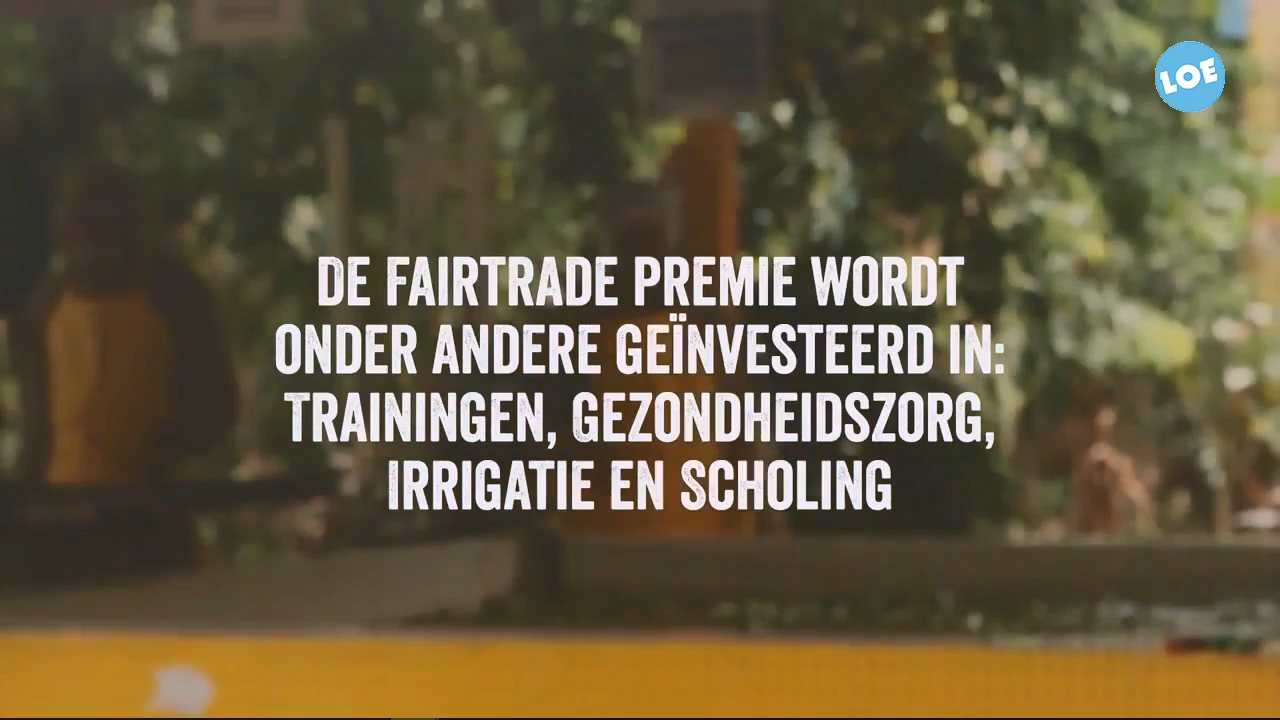 LOE
DE FAIRTRADE PREMIE WORDT
ONDER ANDERE GEÏNVESTEERD IN:
TRAININGEN, GEZONDHEIDSZORG,
IRRIGATIE EN SCHOLING